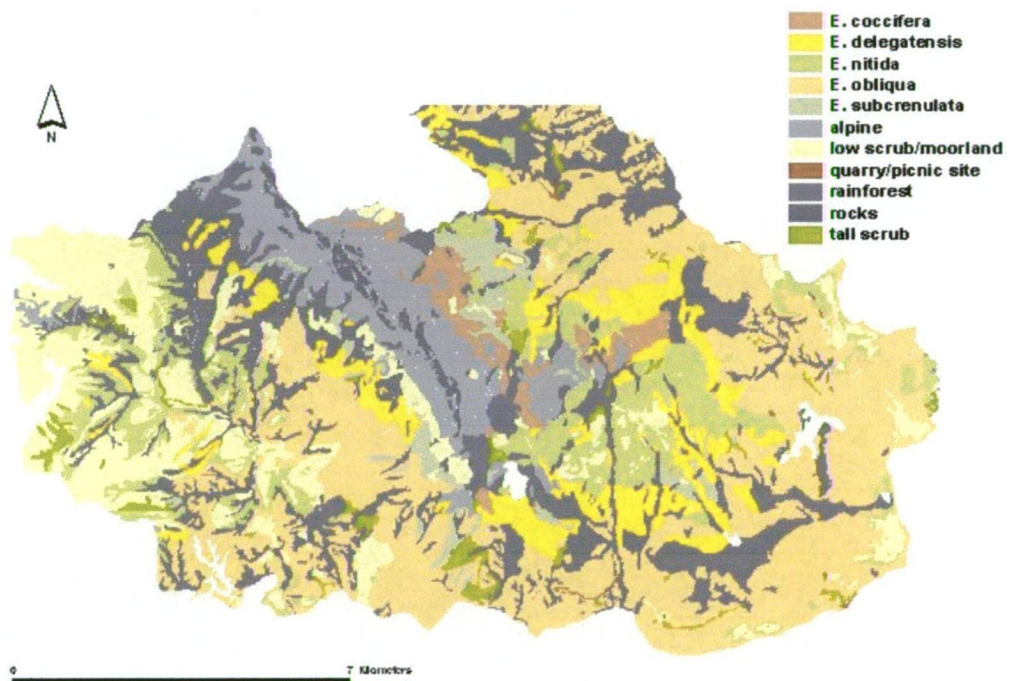 E. coccifera
E. delegatensis
E. nitida
E. obliqua
E. subcrenulata
alpine
low scrub/moorland
quarry/picnic site
rainforest
rocks
tall scrub
N
0 7 Kilometers